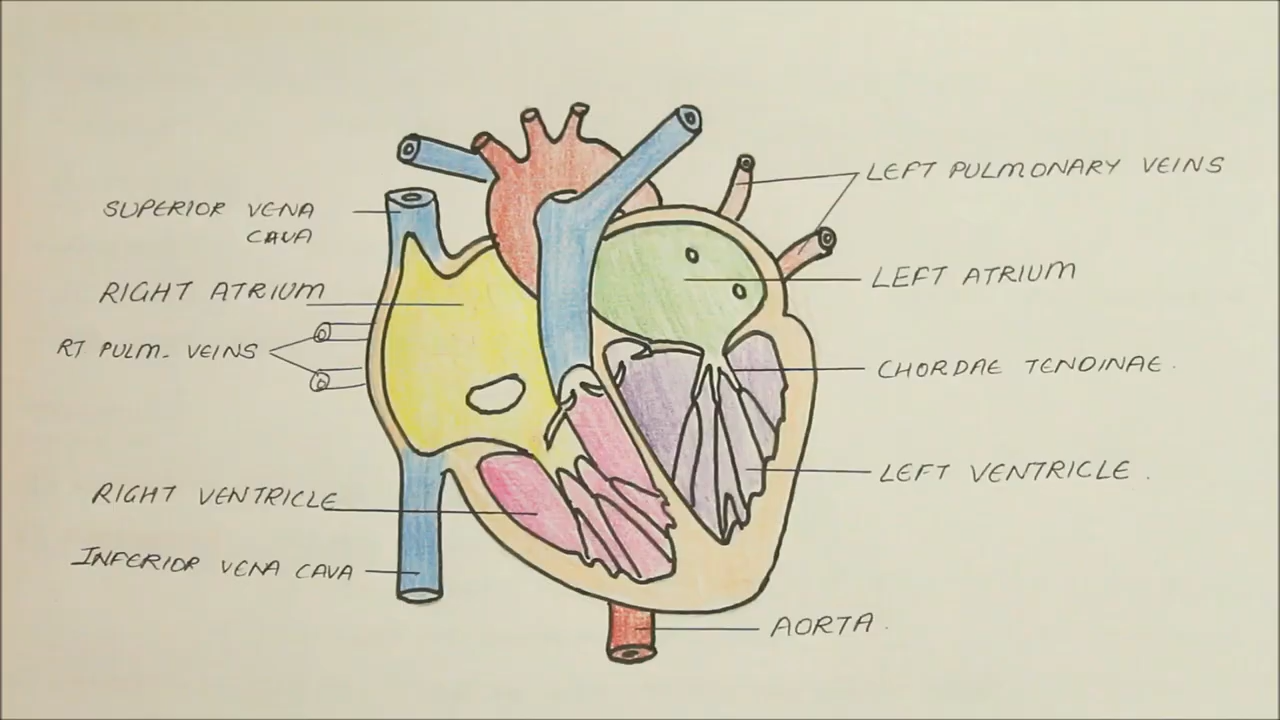 SUPERIOR VENA
CAVA
RIGHT ATRIUM
RT PULM. VEINS
RIGHT VENTRICLE
INFERIOR VENA CAVA
LEFT PULMONARY VEINS
LEFT ATRIUM
CHORDAE TENDINAE.
LEFT VENTRICLE.
AORTA.